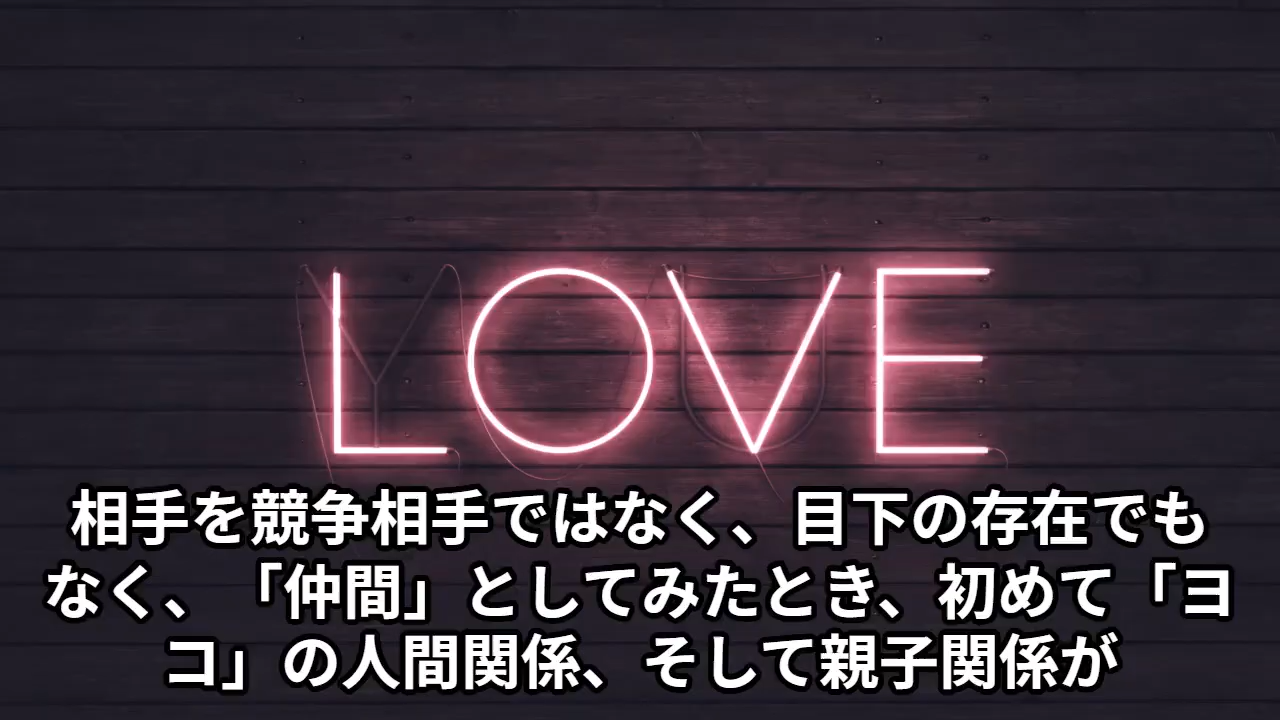 LOVE
相手を競争相手ではなく、目下の存在でも
なく、「仲間」としてみたとき、初めて「ヨ
コ」の人間関係、そして親子関係が